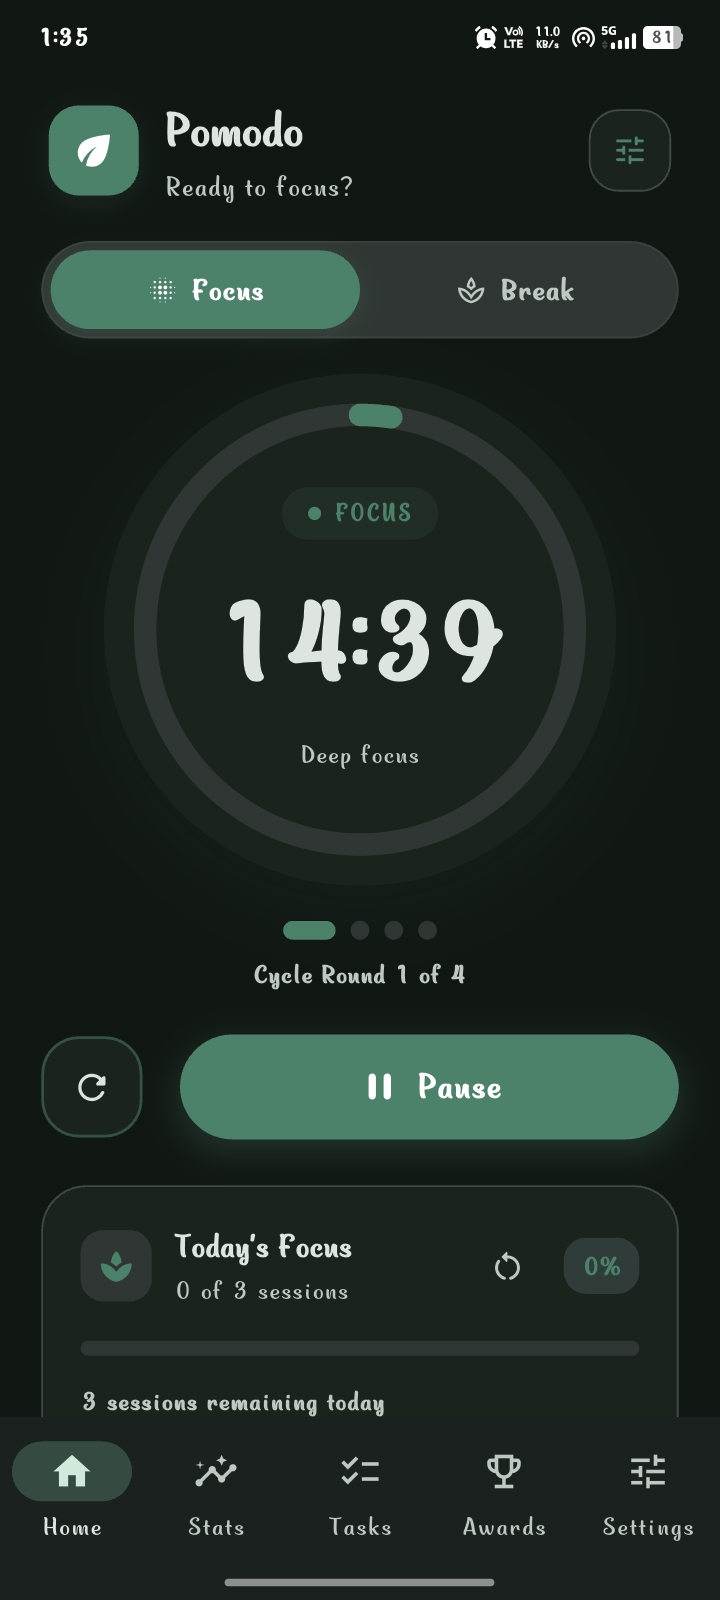 1:35
Vo) LTE 11.0 KB/s 5G 81
Pomodo
Ready to focus?
Focus Break
FOCUS
14:39
Deep focus
Cycle Round 1 of 4
Pause
Today's Focus
0 of 3 sessions
0%
3 sessions remaining today
Home Stats Tasks Awards Settings